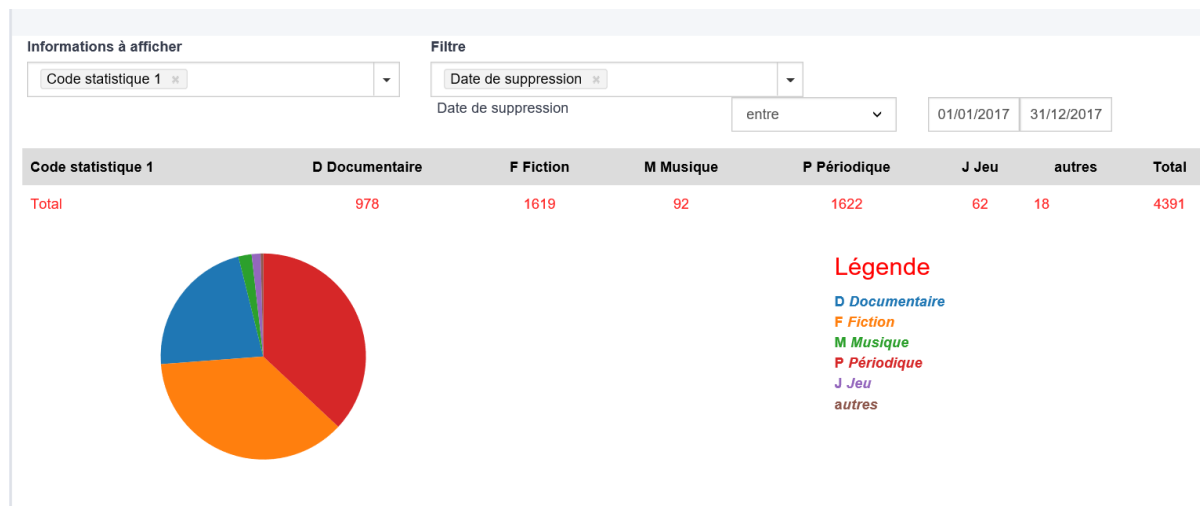 Informations à afficher Filtre
Code statistique 1 × Date de suppression ×
Date de suppression entre 01/01/2017 31/12/2017
Code statistique 1 D Documentaire F Fiction M Musique P Périodique J Jeu autres Total
Total 978 1619 92 1622 62 18 4391
Légende
D Documentaire
F Fiction
M Musique
P Périodique
J Jeu
autres